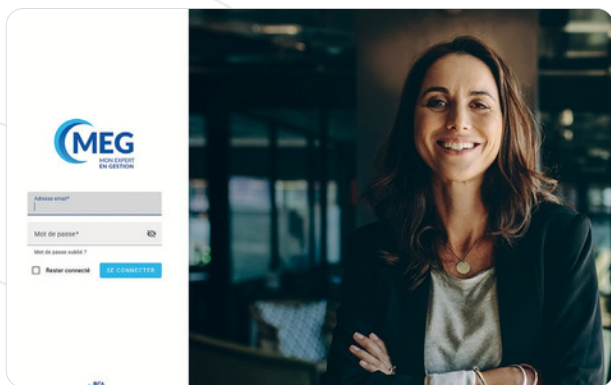 MEG
MON EXPERT
EN GESTION
Adresse email*
Mot de passe*
Mot de passe oublié ?
Rester connecté
SE CONNECTER